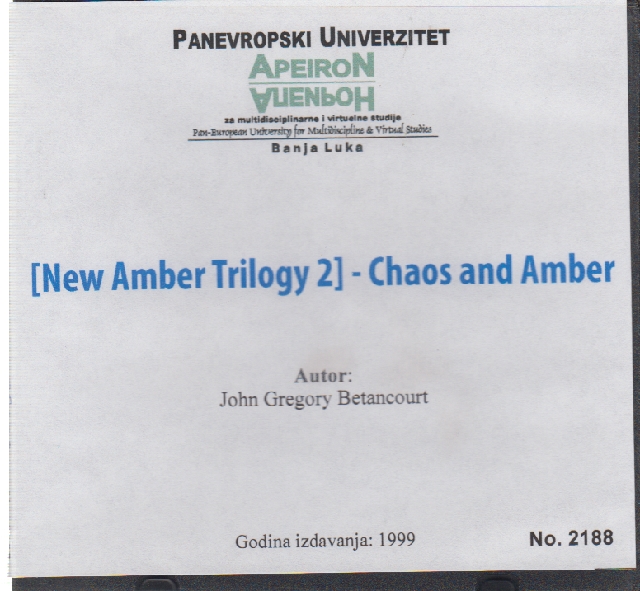 PANEVROPSKI UNIVERZITET
APEIRON
АПЕИРОН
za multidisciplinarne i virtuelne studije
Pan-European University for Multidiscipline & Virtual Studies
Banja Luka
[New Amber Trilogy 2] - Chaos and Amber
Autor:
John Gregory Betancourt
Godina izdavanja: 1999
No. 2188